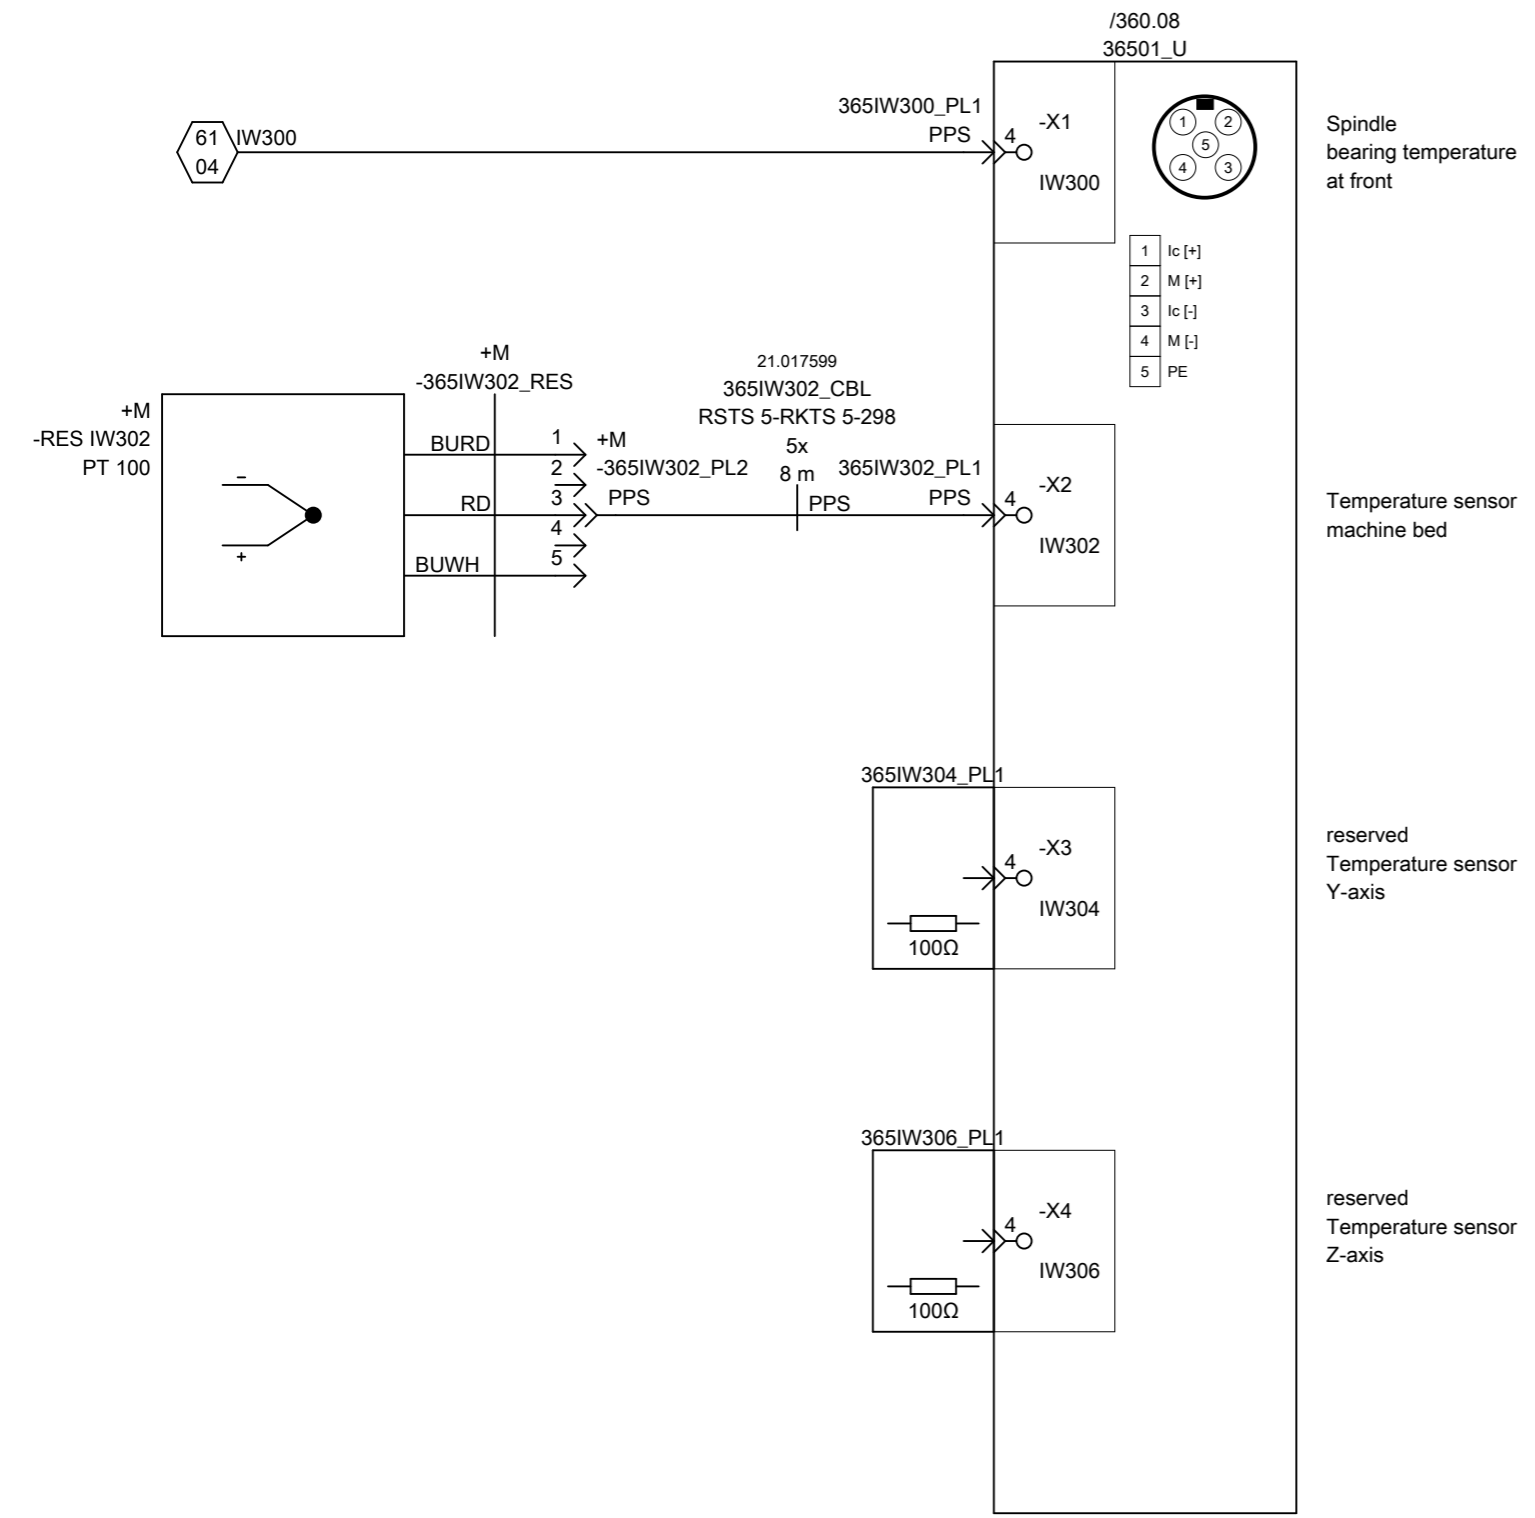 /360.08
36501_U
61
04
IW300
365IW300_PL1
PPS
4
-X1
IW300
1
2
5
4
3
Spindle
bearing temperature
at front
1 Ic [+]
2 M [+]
3 Ic [-]
4 M [-]
5 PE
+M
-RES IW302
PT 100
-
+
+M
-365IW302_RES
BURD
RD
BUWH
1
2
3
4
5
+M
-365IW302_PL2
PPS
21.017599
365IW302_CBL
RSTS 5-RKTS 5-298
5x
8 m
PPS
365IW302_PL1
PPS
4
-X2
IW302
Temperature sensor
machine bed
365IW304_PL1
4
-X3
IW304
100Ω
reserved
Temperature sensor
Y-axis
365IW306_PL1
4
-X4
IW306
100Ω
reserved
Temperature sensor
Z-axis